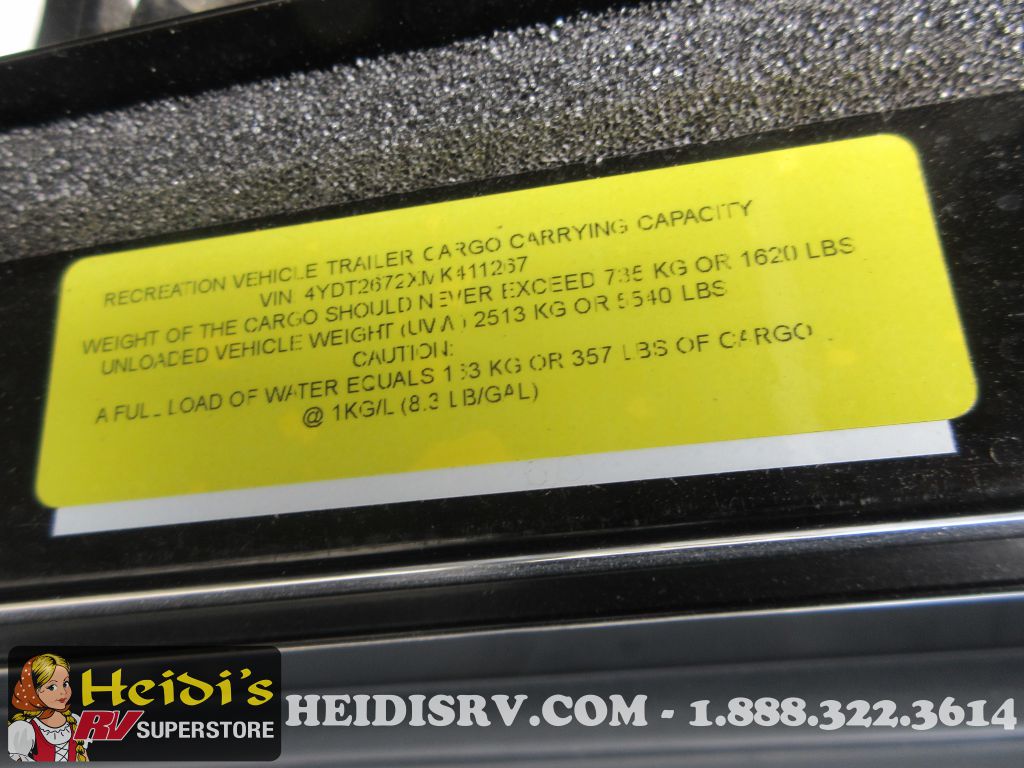 RECREATION VEHICLE TRAILER CARGO CARRYING CAPACITY
VIN: 4YDT2672XMK411267
WEIGHT OF THE CARGO SHOULD NEVER EXCEED 735 KG OR 1620 LBS
UNLOADED VEHICLE WEIGHT (UVW) 2513 KG OR 5540 LBS
CAUTION:
A FULL LOAD OF WATER EQUALS 163 KG OR 357 LBS OF CARGO
@ 1KG/L (8.3 LB/GAL)
Heidi's
RV SUPERSTORE
HEIDISRV.COM - 1.888.322.3614